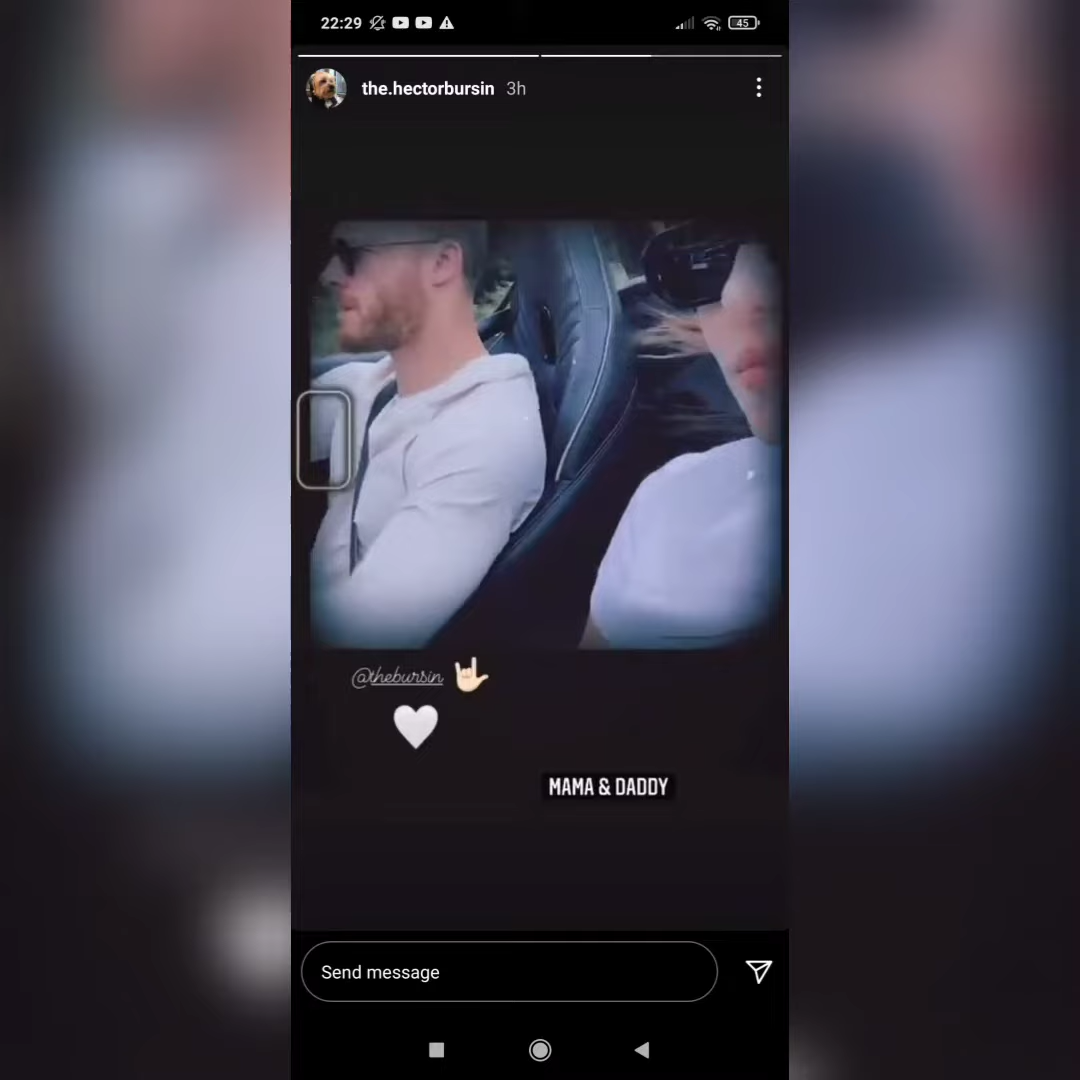 22:29
45
the.hectorbursin 3h
@thebursin
MAMA & DADDY
Send message